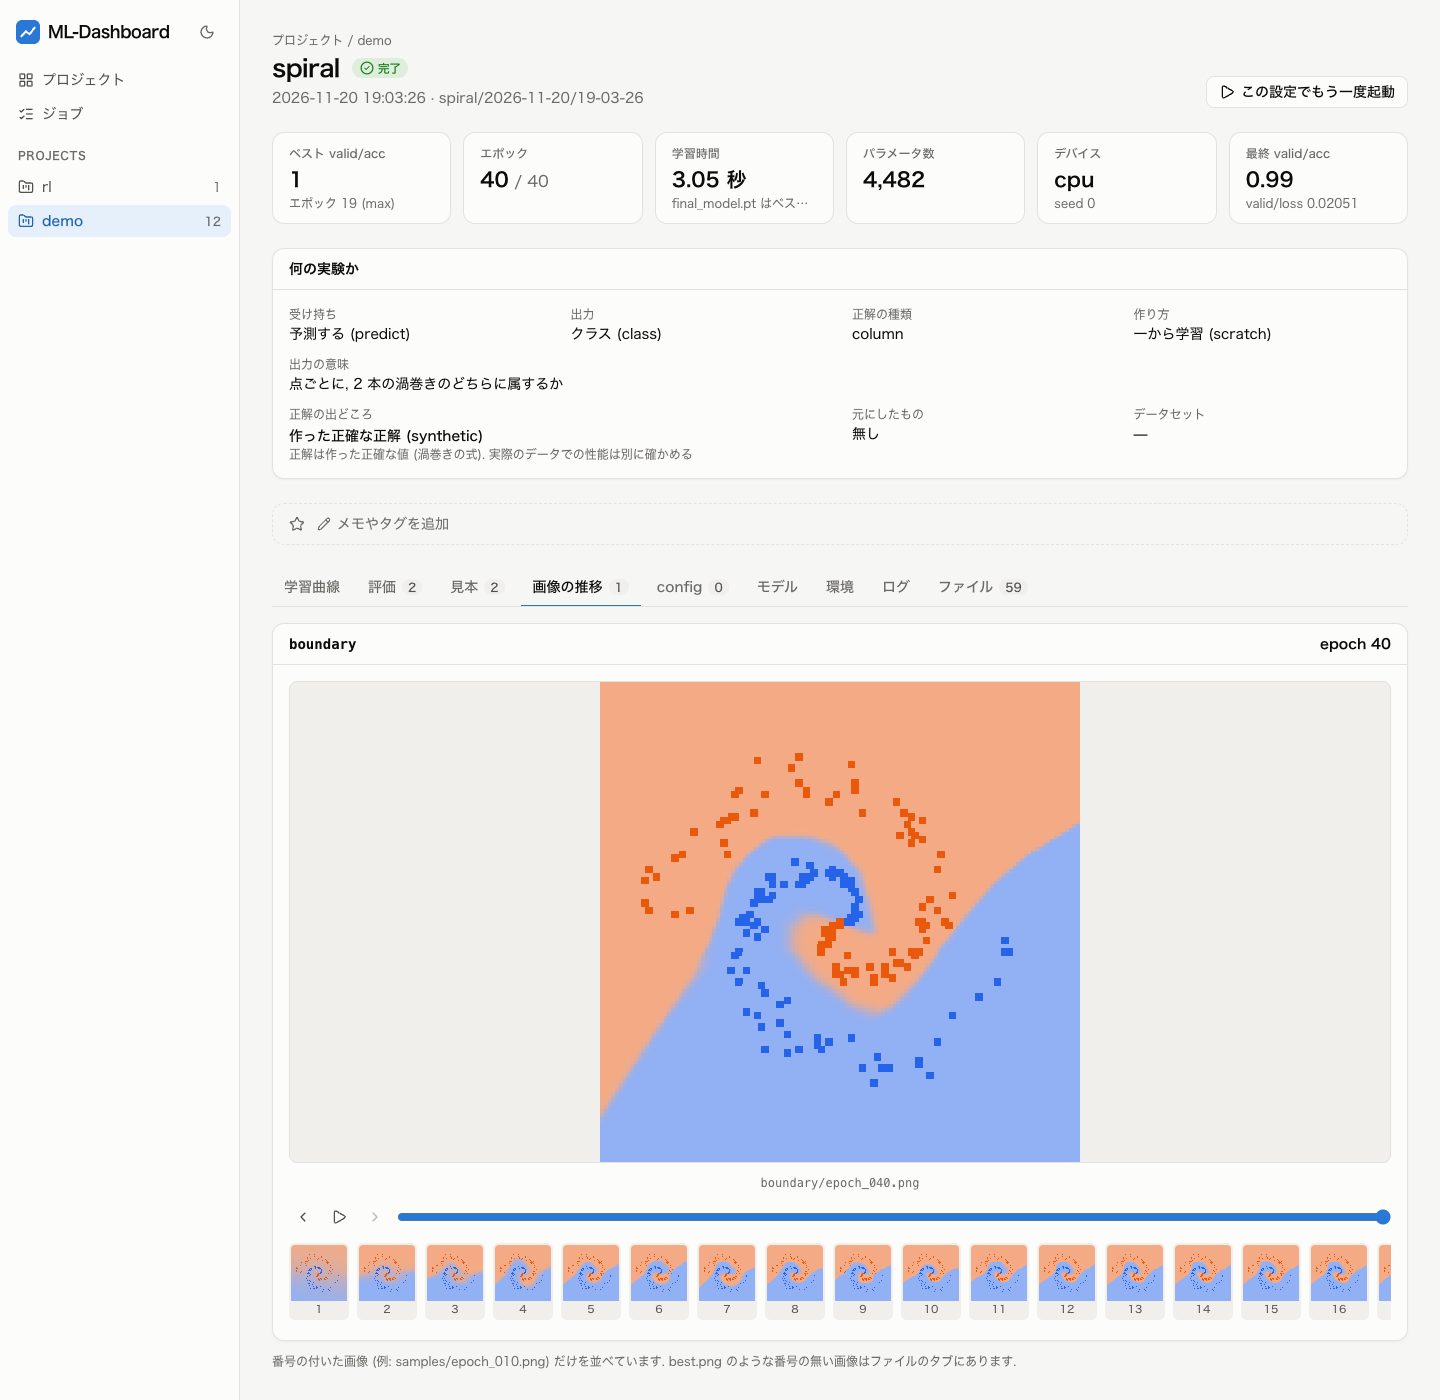 ML-Dashboard
プロジェクト
ジョブ
PROJECTS
rl 1
demo 12
プロジェクト / demo
spiral 完了
2026-11-20 19:03:26 · spiral/2026-11-20/19-03-26
この設定でもう一度起動
ベスト valid/acc
1
エポック 19 (max)
エポック
40 / 40
学習時間
3.05 秒
final_model.pt はベス…
パラメータ数
4,482
デバイス
cpu
seed 0
最終 valid/acc
0.99
valid/loss 0.02051
何の実験か
受け持ち
予測する (predict)
出力
クラス (class)
正解の種類
column
作り方
一から学習 (scratch)
出力の意味
点ごとに, 2 本の渦巻きのどちらに属するか
正解の出どころ
作った正確な正解 (synthetic)
正解は作った正確な値 (渦巻きの式). 実際のデータでの性能は別に確かめる
元にしたもの
無し
データセット
—
メモやタグを追加
学習曲線 評価 2 見本 2 画像の推移 1 config 0 モデル 環境 ログ ファイル 59
boundary epoch 40
boundary/epoch_040.png
1 2 3 4 5 6 7 8 9 10 11 12 13 14 15 16
番号の付いた画像 (例: samples/epoch_010.png) だけを並べています. best.png のような番号の無い画像はファイルのタブにあります.